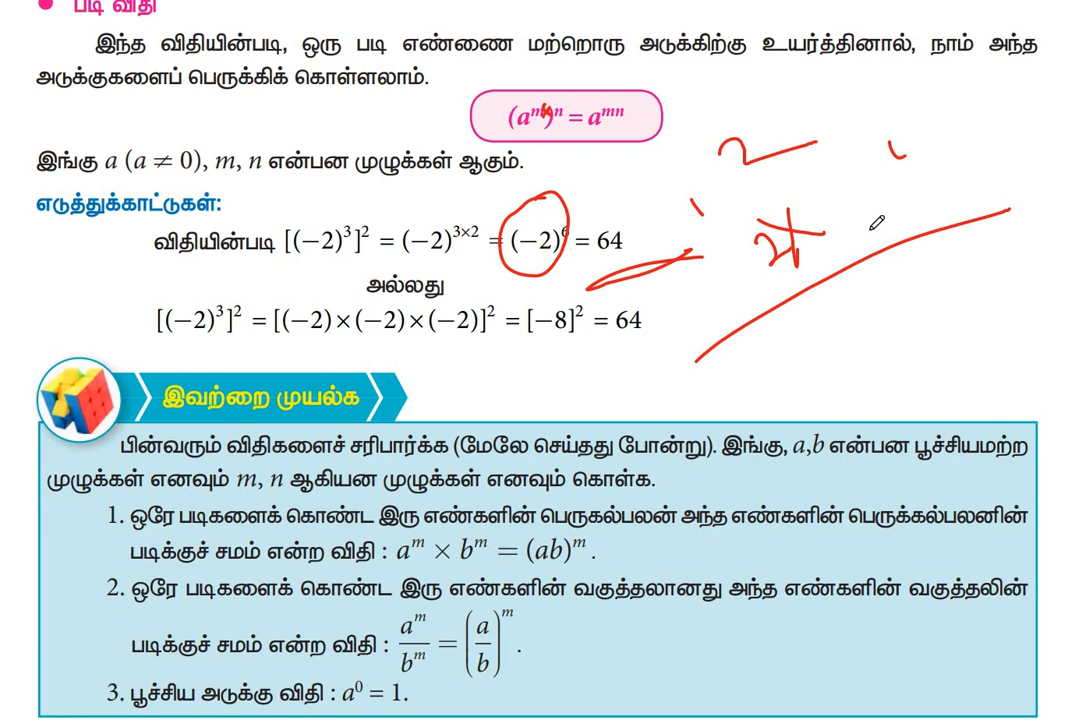 ● படி விதி
இந்த விதியின்படி, ஒரு படி எண்ணை மற்றொரு அடுக்கிற்கு உயர்த்தினால், நாம் அந்த
அடுக்குகளைப் பெருக்கிக் கொள்ளலாம்.
(aᵐ)ⁿ = aᵐⁿ
இங்கு a (a ≠ 0), m, n என்பன முழுக்கள் ஆகும்.
எடுத்துக்காட்டுகள்:
விதியின்படி [(−2)³]² = (−2)³ˣ² = (−2)⁶ = 64
அல்லது
[(−2)³]² = [(−2)×(−2)×(−2)]² = [−8]² = 64
இவற்றை முயல்க
பின்வரும் விதிகளைச் சரிபார்க்க (மேலே செய்தது போன்று). இங்கு, a,b என்பன பூச்சியமற்ற
முழுக்கள் எனவும் m, n ஆகியன முழுக்கள் எனவும் கொள்க.
1. ஒரே படிகளைக் கொண்ட இரு எண்களின் பெருகல்பலன் அந்த எண்களின் பெருக்கல்பலனின்
படிக்குச் சமம் என்ற விதி : aᵐ × bᵐ = (ab)ᵐ .
2. ஒரே படிகளைக் கொண்ட இரு எண்களின் வகுத்தலானது அந்த எண்களின் வகுத்தலின்
படிக்குச் சமம் என்ற விதி : aᵐ/bᵐ = (a/b)ᵐ .
3. பூச்சிய அடுக்கு விதி : a⁰ = 1.